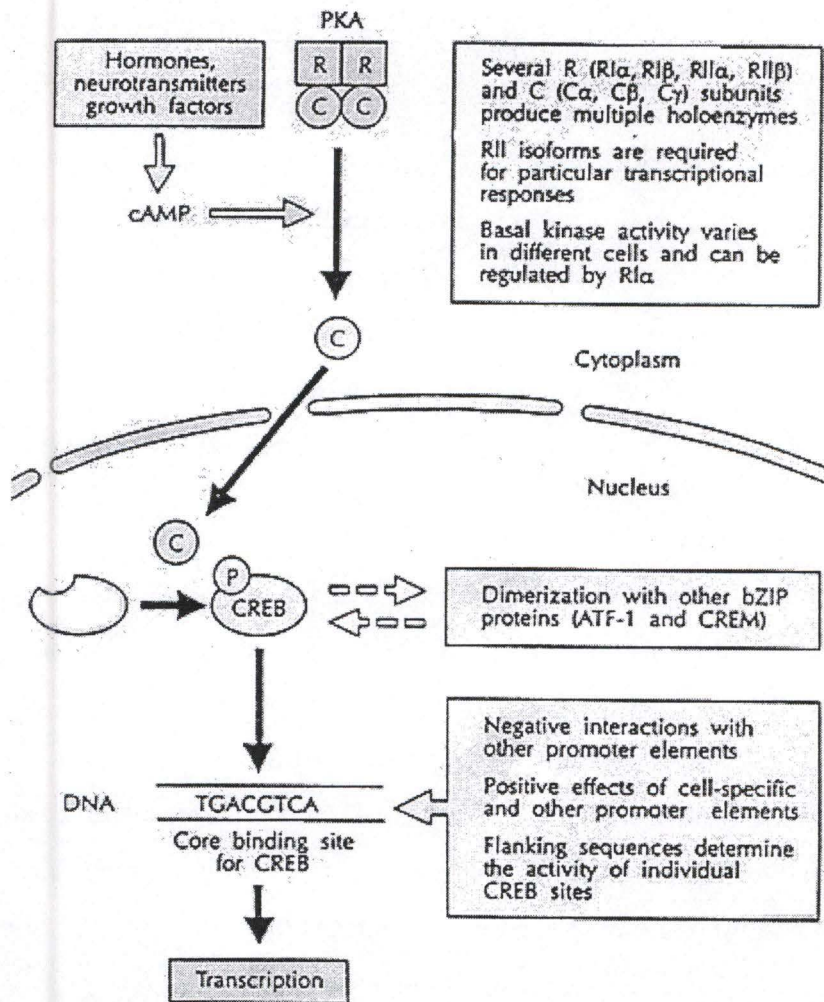 PKA
Hormones,
neurotransmitters
growth factors
R R
C C
cAMP
Several R (RIα, RIβ, RIIα, RIIβ)
and C (Cα, Cβ, Cγ) subunits
produce multiple holoenzymes
RII isoforms are required
for particular transcriptional
responses
Basal kinase activity varies
in different cells and can be
regulated by RIα
C
Cytoplasm
Nucleus
C
P
CREB
Dimerization with other bZIP
proteins (ATF-1 and CREM)
Negative interactions with
other promoter elements
Positive effects of cell-specific
and other promoter elements
Flanking sequences determine
the activity of individual
CREB sites
DNA
TGACGTCA
Core binding site
for CREB
Transcription